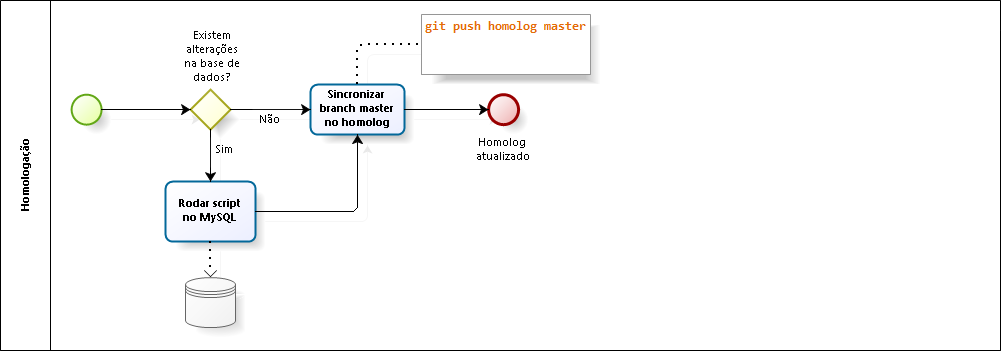 Homologação
Existem
alterações
na base de
dados?
Não
Sim
Rodar script
no MySQL
Sincronizar
branch master
no homolog
git push homolog master
Homolog
atualizado